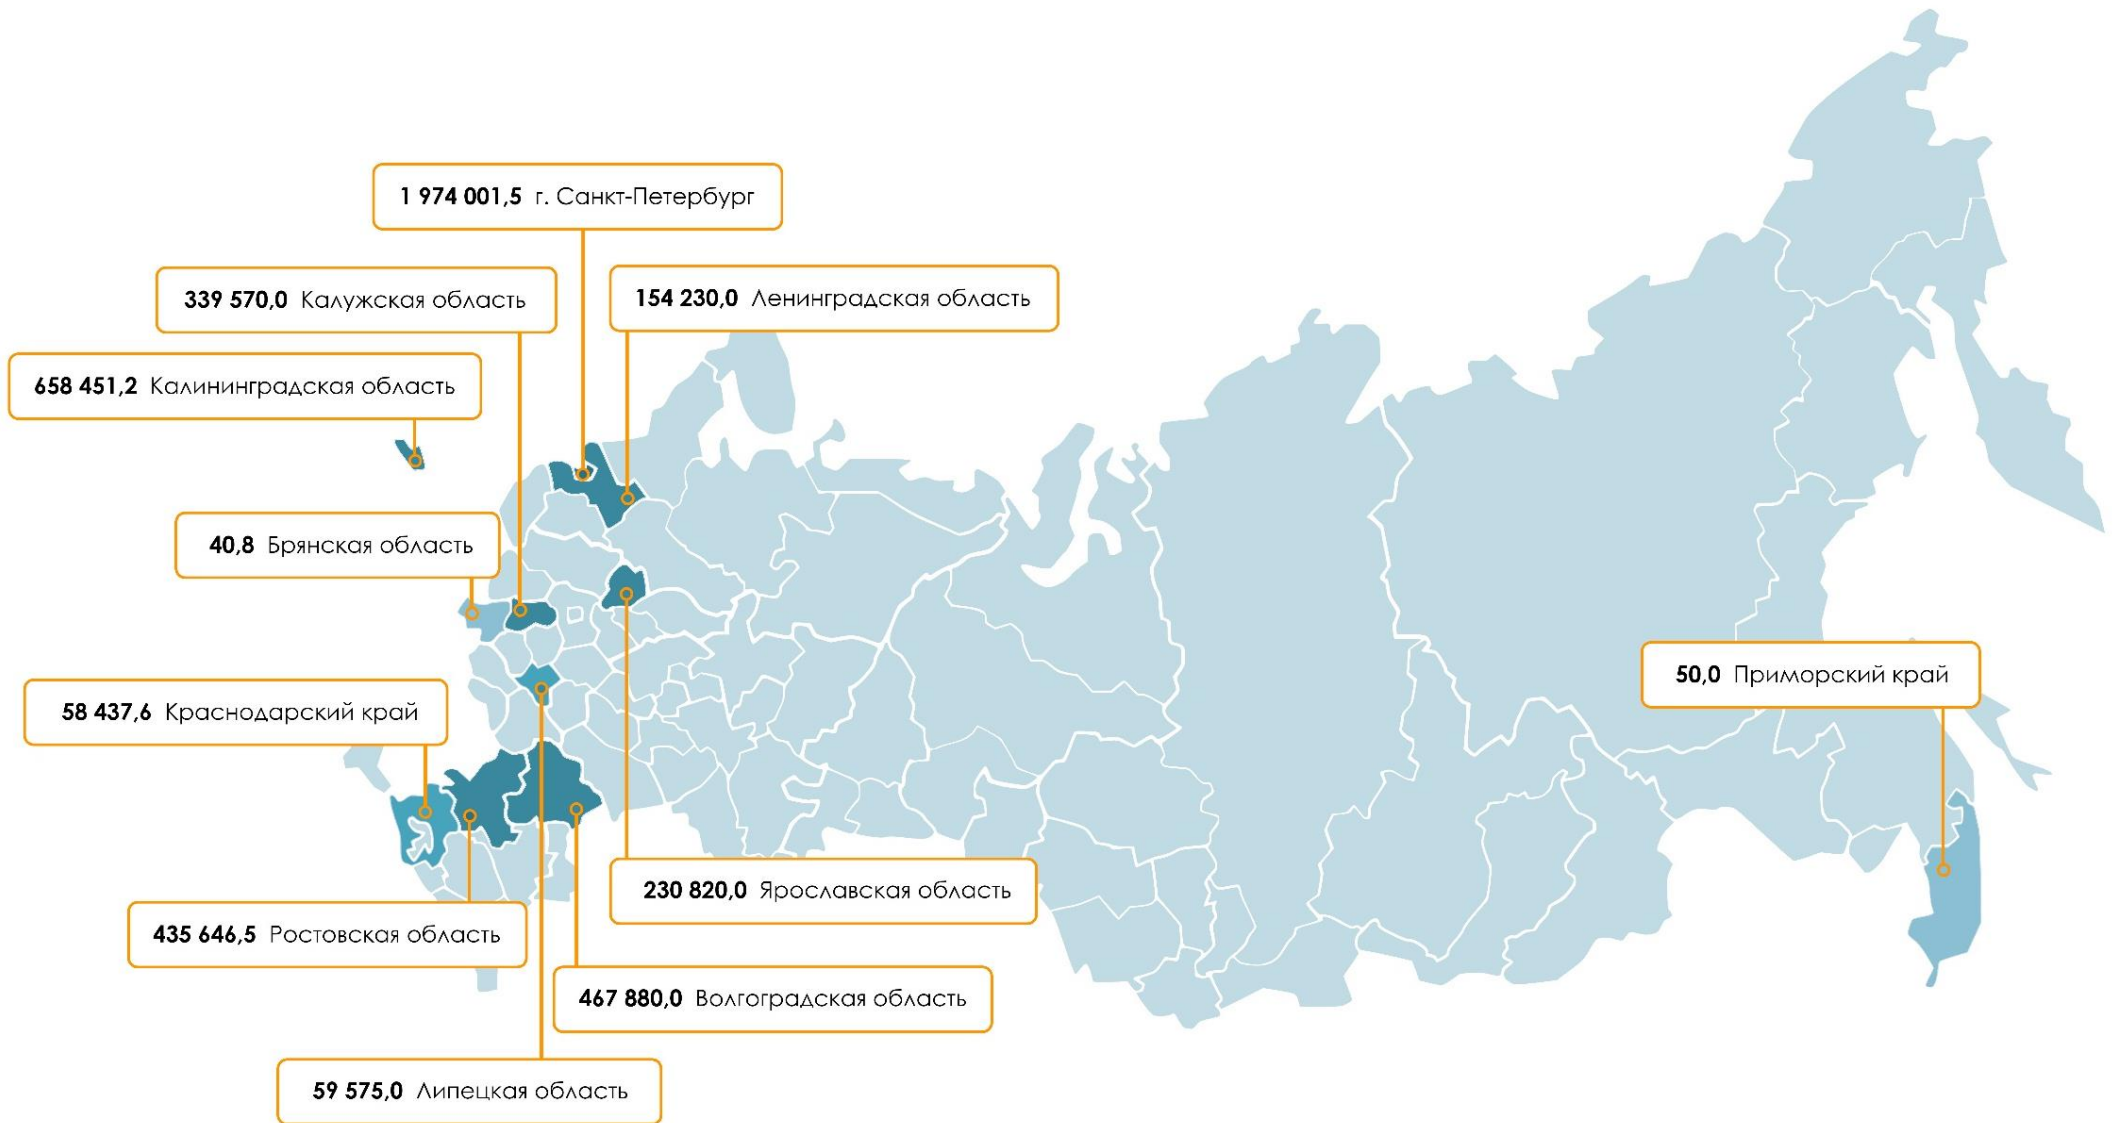 1 974 001,5 г. Санкт-Петербург
339 570,0 Калужская область
154 230,0 Ленинградская область
658 451,2 Калининградская область
40,8 Брянская область
50,0 Приморский край
58 437,6 Краснодарский край
230 820,0 Ярославская область
435 646,5 Ростовская область
467 880,0 Волгоградская область
59 575,0 Липецкая область